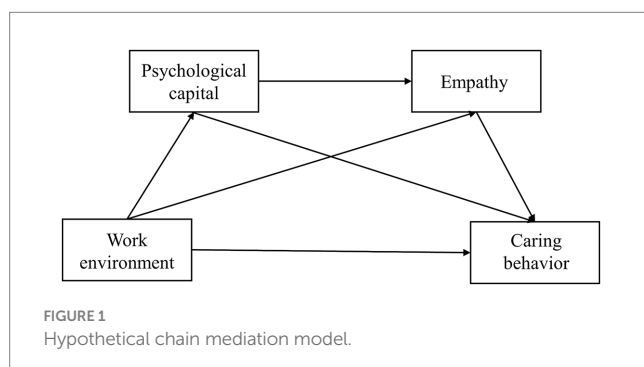 Psychological
capital
Empathy
Work
environment
Caring
behavior
FIGURE 1
Hypothetical chain mediation model.